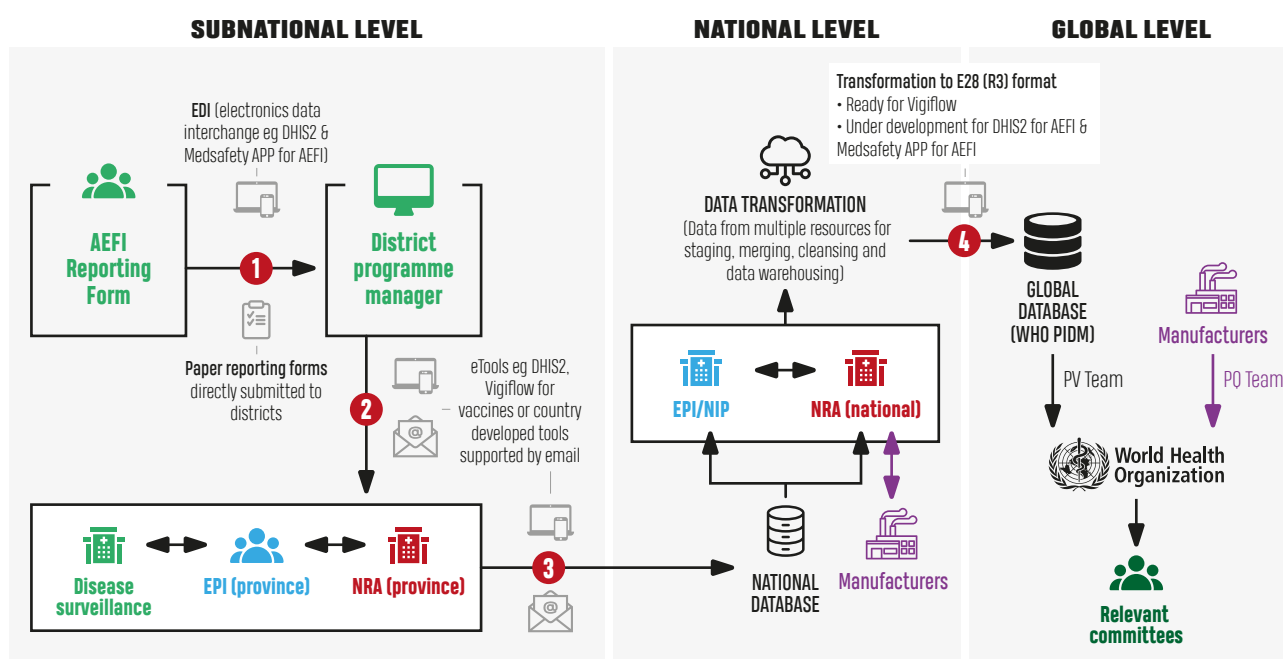 SUBNATIONAL LEVEL
NATIONAL LEVEL
GLOBAL LEVEL
EDI (electronics data
interchange eg DHIS2 &
Medsafety APP for AEFI)
AEFI
Reporting
Form
1
District
programme
manager
Paper reporting forms
directly submitted to
districts
2
eTools eg DHIS2,
Vigiflow for
vaccines or country
developed tools
supported by email
@
Disease
surveillance
EPI (province)
NRA (province)
3
@
Transformation to E28 (R3) format
• Ready for Vigiflow
• Under development for DHIS2 for AEFI &
Medsafety APP for AEFI
DATA TRANSFORMATION
(Data from multiple resources for
staging, merging, cleansing and
data warehousing)
4
EPI/NIP
NRA (national)
NATIONAL
DATABASE
Manufacturers
GLOBAL
DATABASE
(WHO PIDM)
Manufacturers
PV Team
PQ Team
World Health
Organization
Relevant
committees